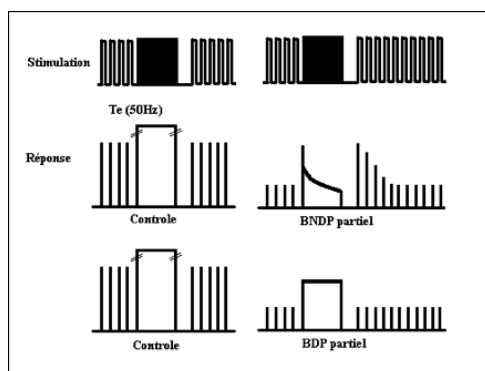 Stimulation
Te (50Hz)
Réponse
Controle
BNDP partiel
Controle
BDP partiel